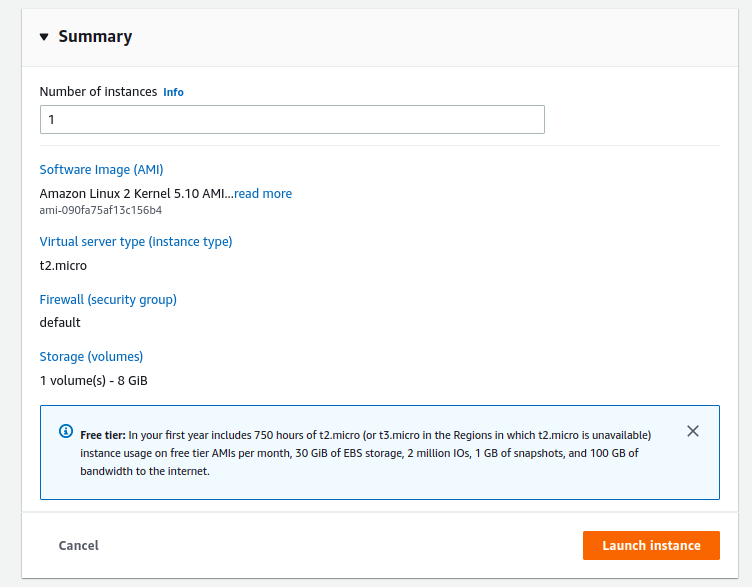 Summary
Number of instances Info
1
Software Image (AMI)
Amazon Linux 2 Kernel 5.10 AMI...read more
ami-090fa75af13c156b4
Virtual server type (instance type)
t2.micro
Firewall (security group)
default
Storage (volumes)
1 volume(s) - 8 GiB
Free tier: In your first year includes 750 hours of t2.micro (or t3.micro in the Regions in which t2.micro is unavailable)
instance usage on free tier AMIs per month, 30 GiB of EBS storage, 2 million IOs, 1 GB of snapshots, and 100 GB of
bandwidth to the internet.
Cancel
Launch instance